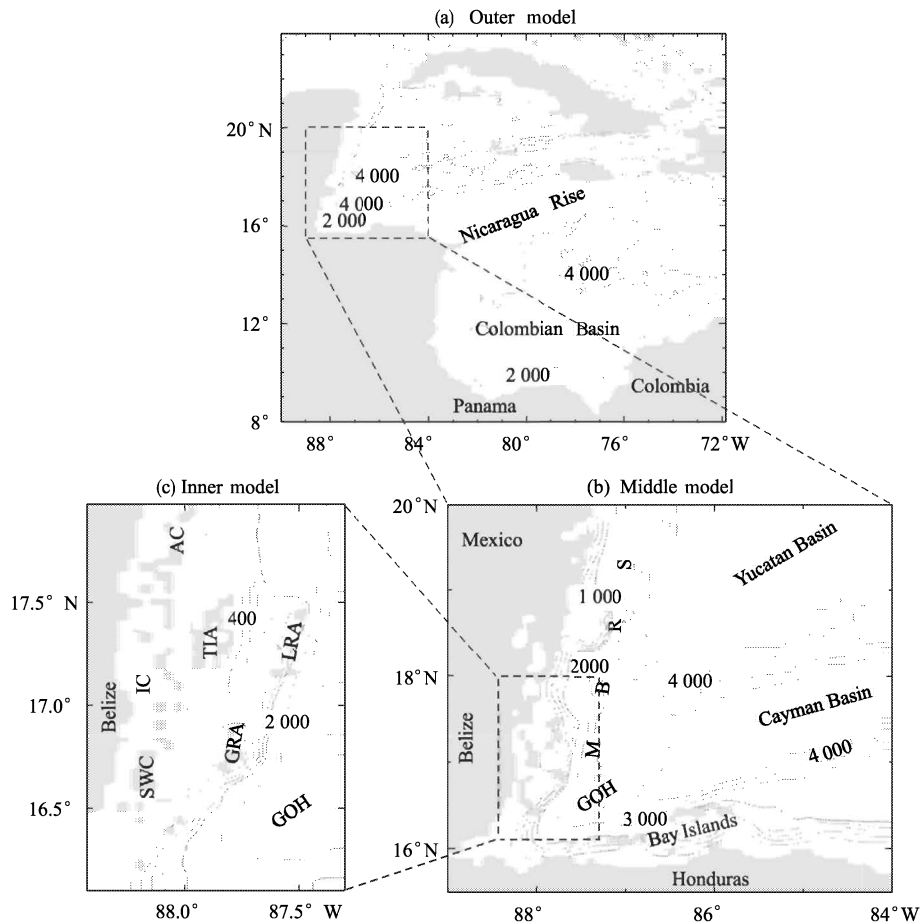 (a) Outer model
20° N
16°
12°
8°
4 000
4 000
2 000
Nicaragua Rise
4 000
Colombian Basin
2 000
Colombia
Panama
88° 84° 80° 76° 72° W
(c) Inner model
17.5° N
17.0°
16.5°
AC
TIA
400
LRA
IC
Belize
2 000
GRA
SWC
GOH
88.0° 87.5° W
(b) Middle model
20° N
18°N
16°N
Mexico
Yucatan Basin
S
1 000
R
2000
B
4 000
Cayman Basin
Belize
M
4 000
GOH
3 000
Bay Islands
Honduras
88° 86° 84° W